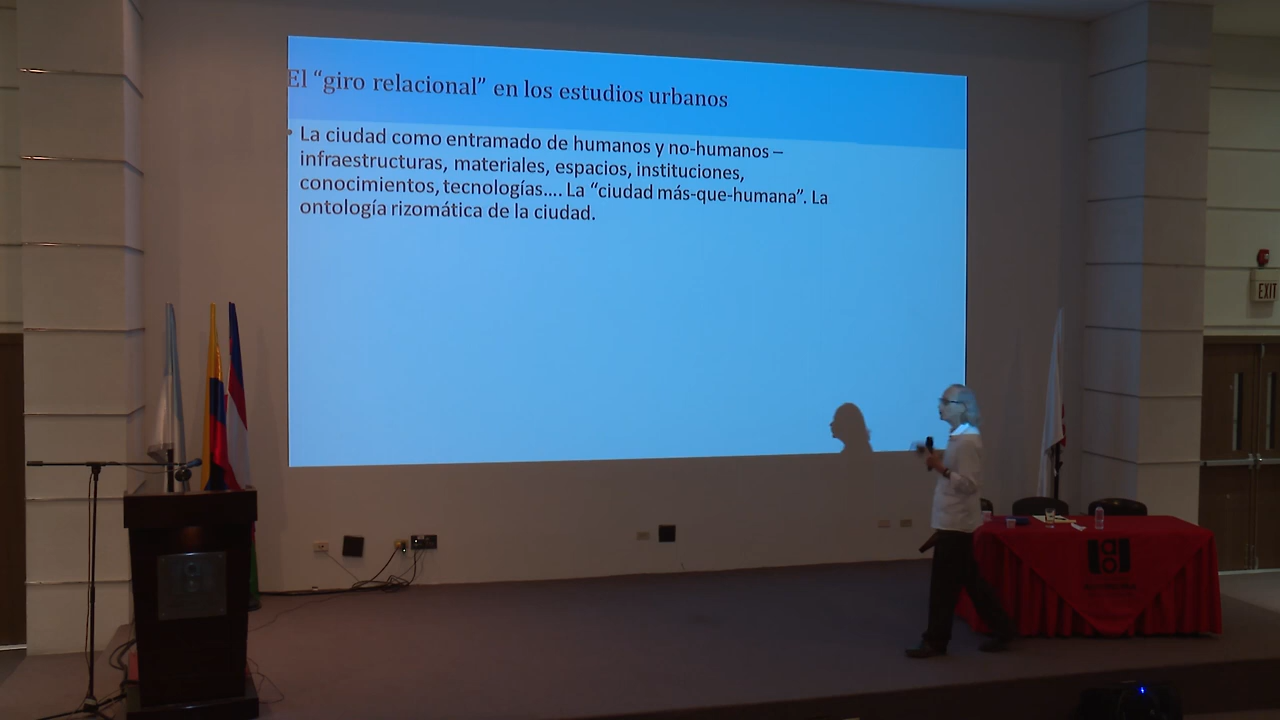 El “giro relacional” en los estudios urbanos
• La ciudad como entramado de humanos y no-humanos –
infraestructuras, materiales, espacios, instituciones,
conocimientos, tecnologías…. La “ciudad más-que-humana”. La
ontología rizomática de la ciudad.
EXIT